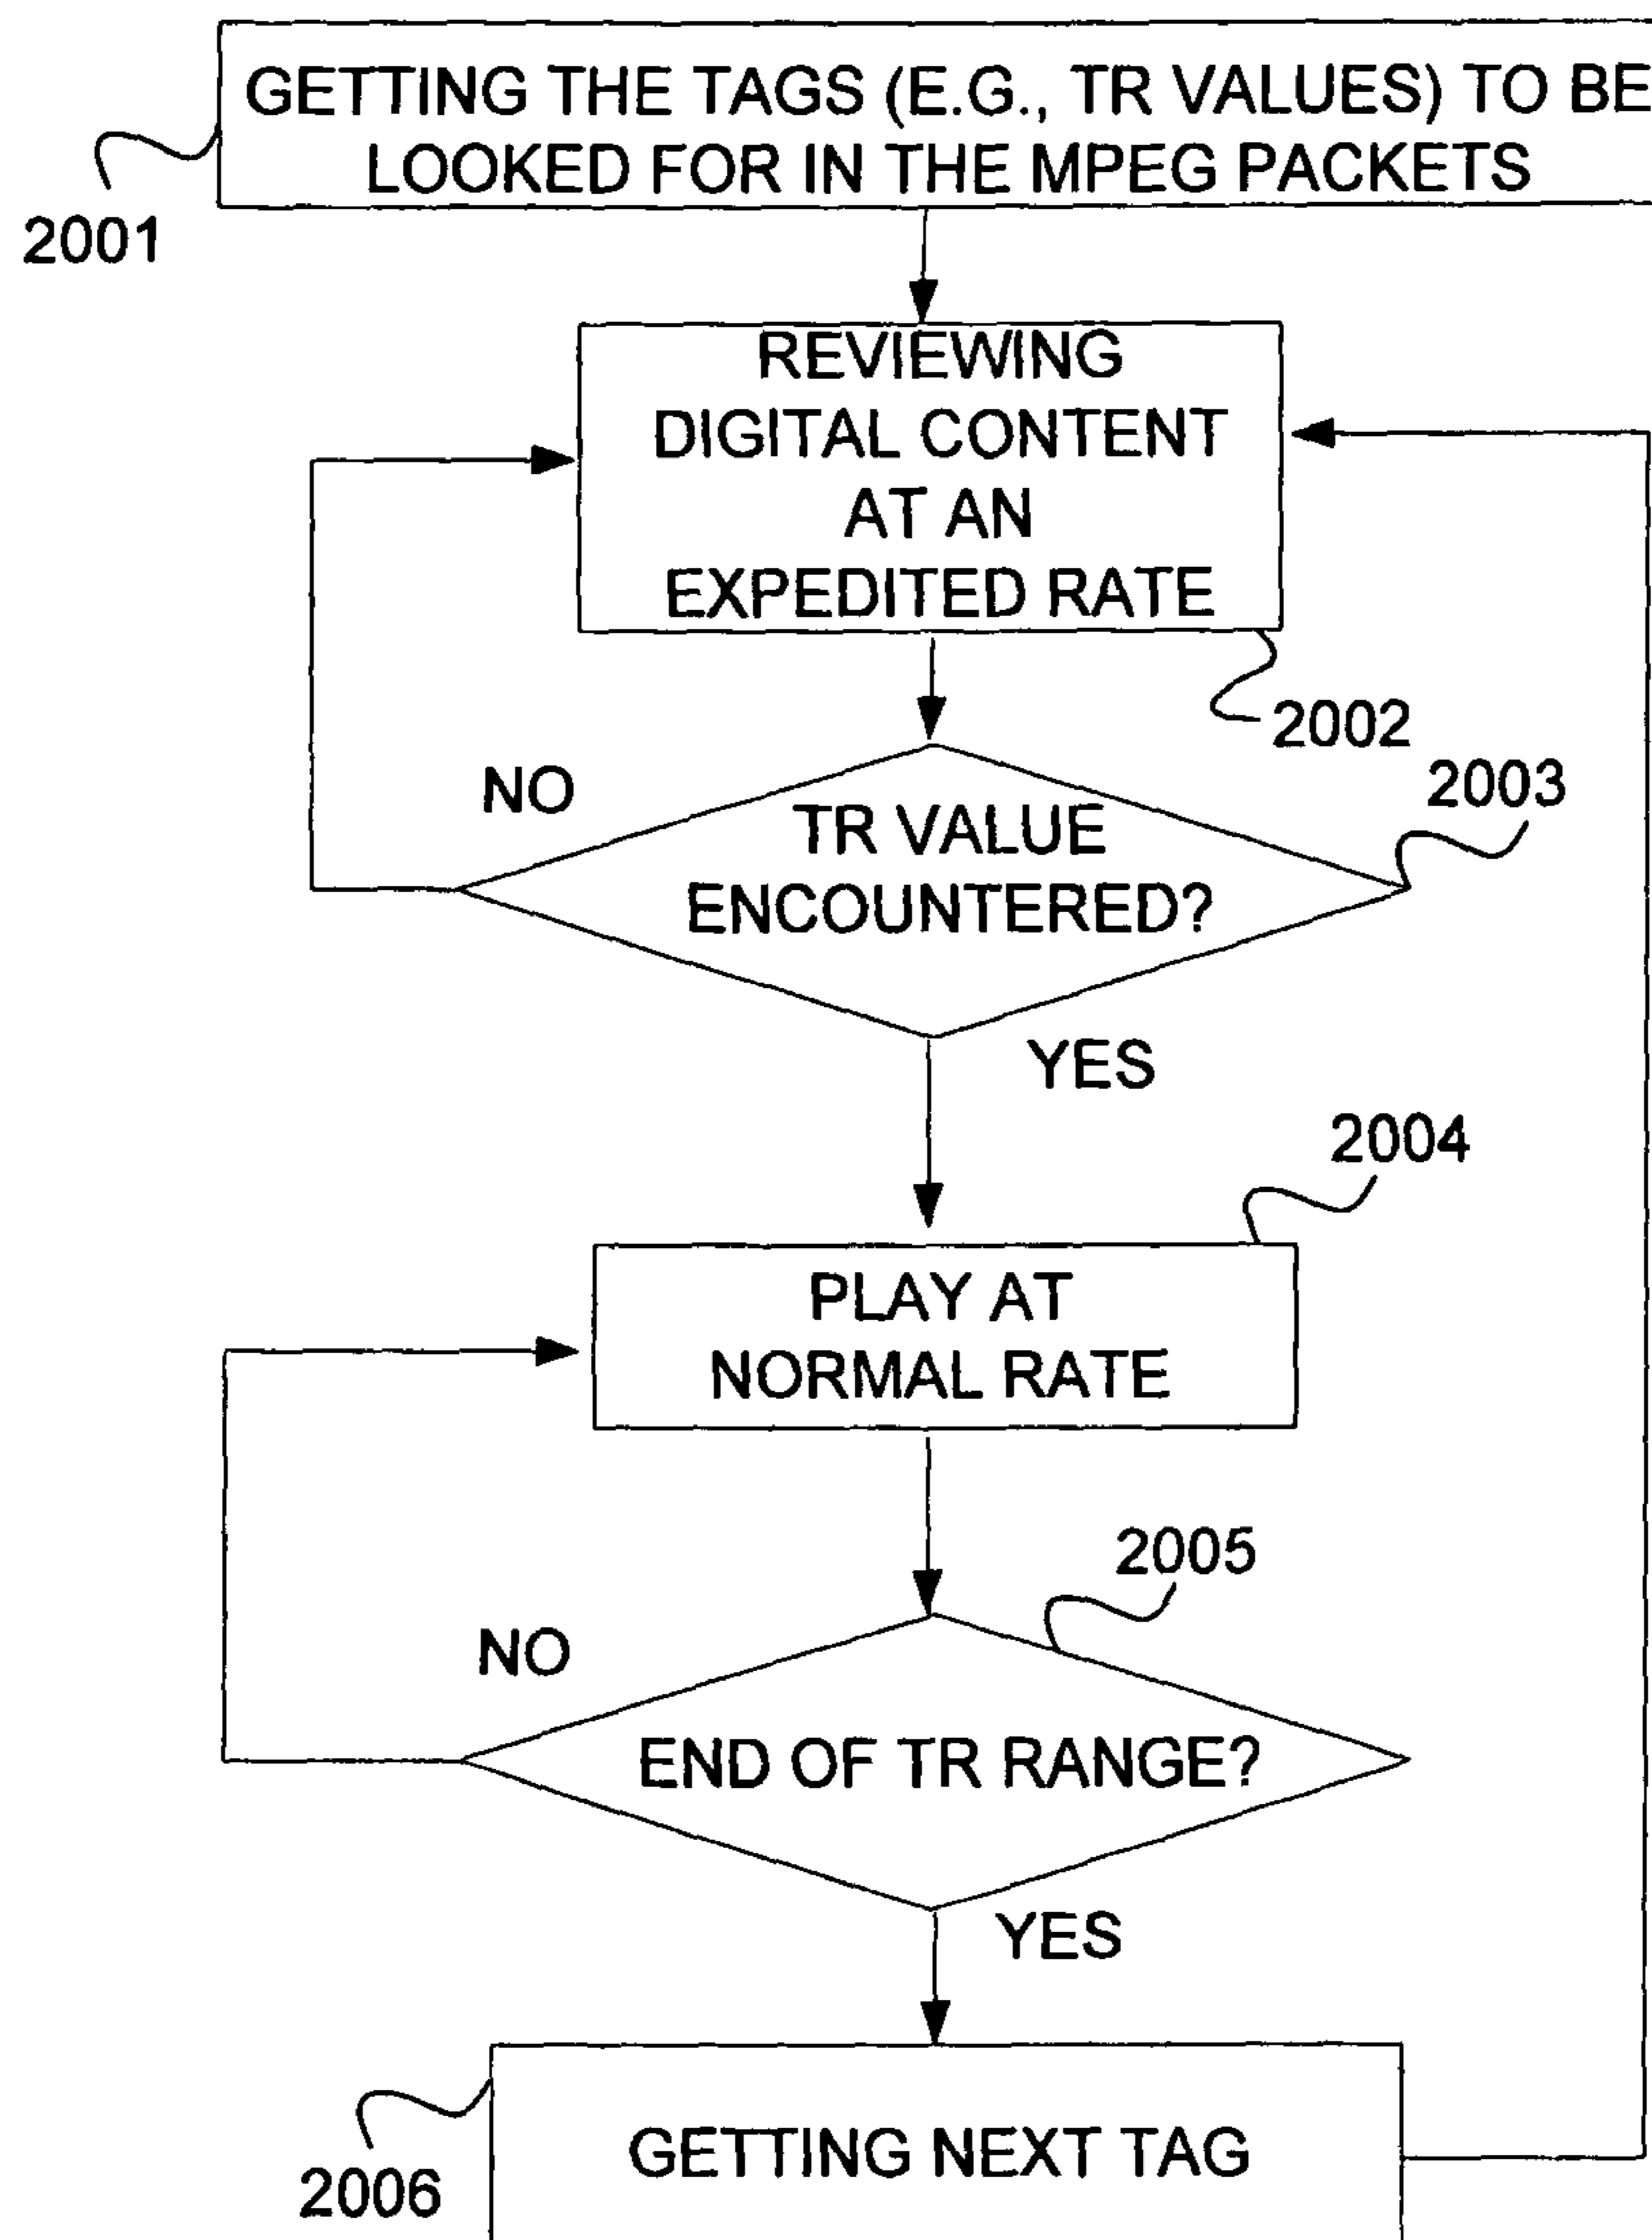 GETTING THE TAGS (E.G., TR VALUES) TO BE
LOOKED FOR IN THE MPEG PACKETS
2001
REVIEWING
DIGITAL CONTENT
AT AN
EXPEDITED RATE
2002
2003
NO
TR VALUE
ENCOUNTERED?
YES
2004
PLAY AT
NORMAL RATE
2005
NO
END OF TR RANGE?
YES
GETTING NEXT TAG
2006